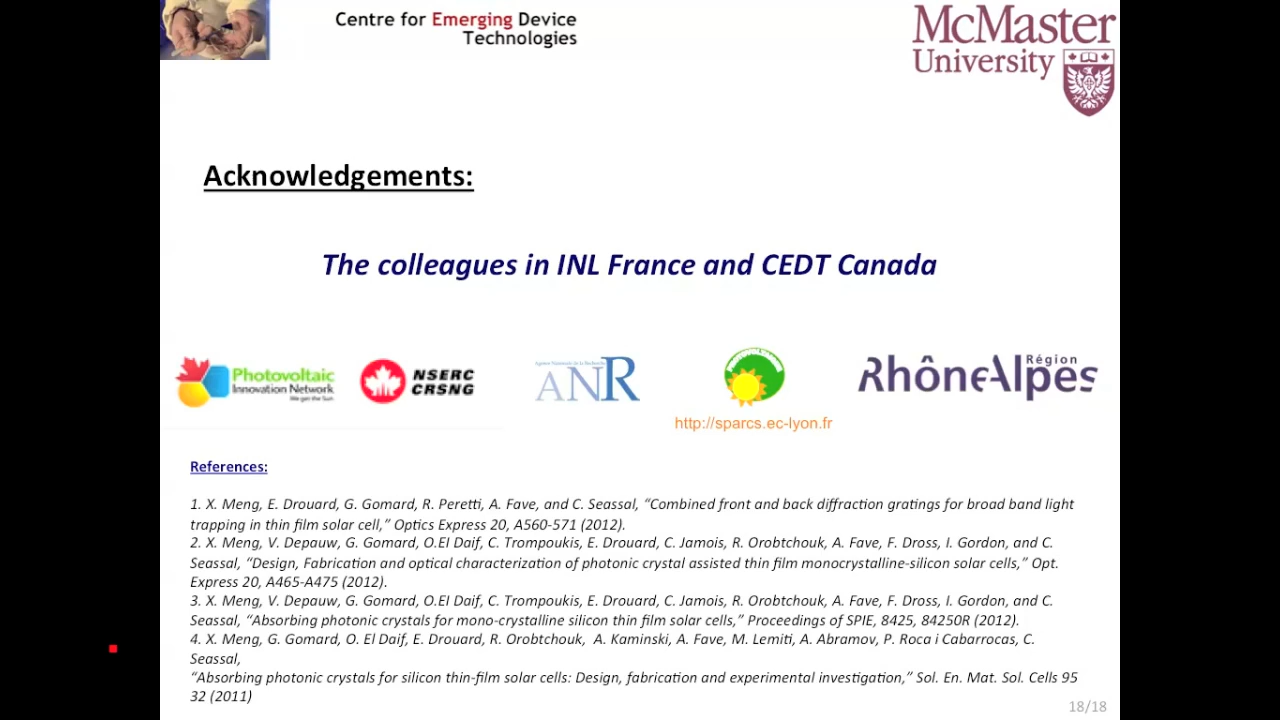 Centre for Emerging Device
Technologies
McMaster
University
Acknowledgements:
The colleagues in INL France and CEDT Canada
Photovoltaic
Innovation Network
We get the Sun
NSERC
CRSNG
ANR
Région
RhôneAlpes
http://sparcs.ec-lyon.fr
References:
1. X. Meng, E. Drouard, G. Gomard, R. Peretti, A. Fave, and C. Seassal, “Combined front and back diffraction gratings for broad band light
trapping in thin film solar cell,” Optics Express 20, A560-571 (2012).
2. X. Meng, V. Depauw, G. Gomard, O.El Daif, C. Trompoukis, E. Drouard, C. Jamois, R. Orobtchouk, A. Fave, F. Dross, I. Gordon, and C.
Seassal, “Design, Fabrication and optical characterization of photonic crystal assisted thin film monocrystalline-silicon solar cells,” Opt.
Express 20, A465-A475 (2012).
3. X. Meng, V. Depauw, G. Gomard, O.El Daif, C. Trompoukis, E. Drouard, C. Jamois, R. Orobtchouk, A. Fave, F. Dross, I. Gordon, and C.
Seassal, “Absorbing photonic crystals for mono-crystalline silicon thin film solar cells,” Proceedings of SPIE, 8425, 84250R (2012).
4. X. Meng, G. Gomard, O. El Daif, E. Drouard, R. Orobtchouk, A. Kaminski, A. Fave, M. Lemiti, A. Abramov, P. Roca i Cabarrocas, C.
Seassal,
“Absorbing photonic crystals for silicon thin-film solar cells: Design, fabrication and experimental investigation,” Sol. En. Mat. Sol. Cells 95
32 (2011)
18/18